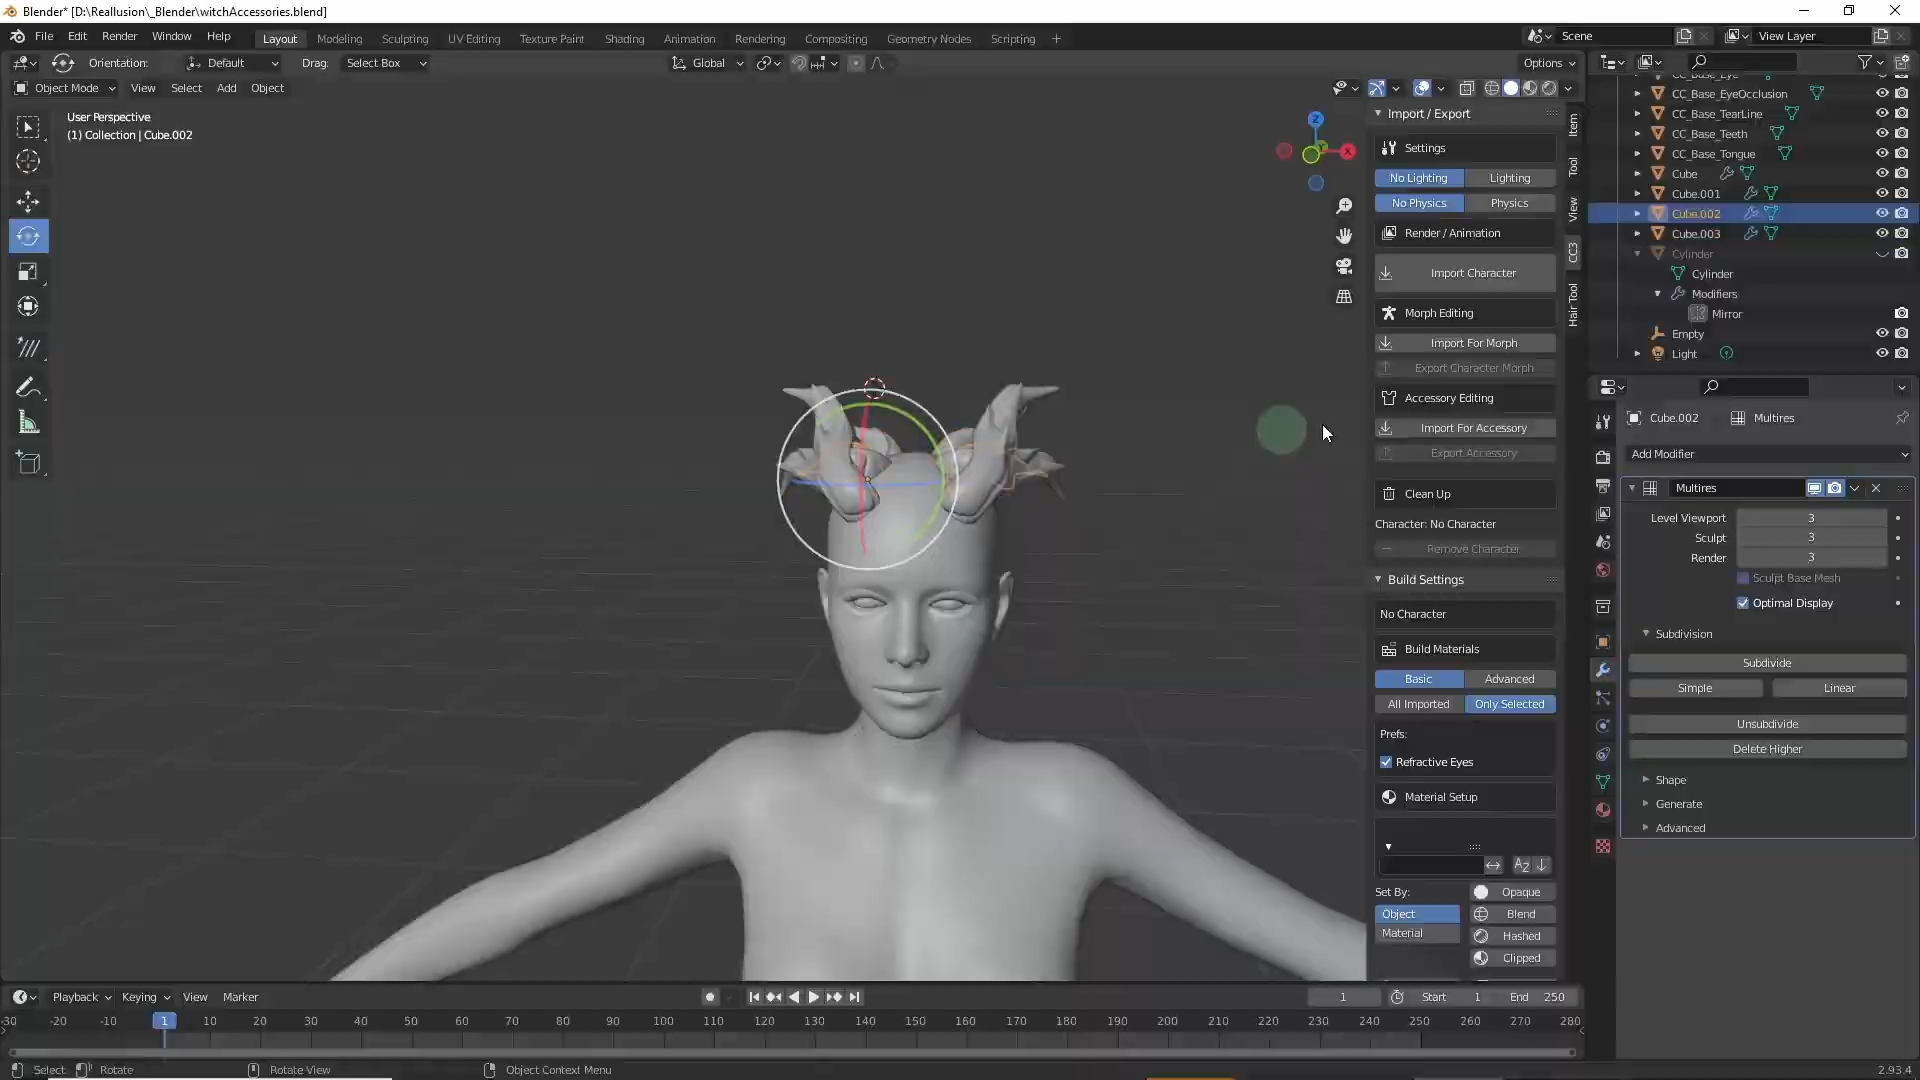 Blender* [D:\Reallusion\_Blender\witchAccessories.blend]
File Edit Render Window Help
Layout Modeling Sculpting UV Editing Texture Paint Shading Animation Rendering Compositing Geometry Nodes Scripting +
Scene
View Layer
Orientation: Default Drag: Select Box
Global
Options
Object Mode View Select Add Object
User Perspective
(1) Collection | Cube.002
Z
X
Import / Export
Settings
No Lighting Lighting
No Physics Physics
Render / Animation
Import Character
Morph Editing
Import For Morph
Export Character Morph
Accessory Editing
Import For Accessory
Export Accessory
Clean Up
Character: No Character
Remove Character
Build Settings
No Character
Build Materials
Basic Advanced
All Imported Only Selected
Prefs:
Refractive Eyes
Material Setup
Set By: Opaque
Object Blend
Material Hashed
Clipped
Item
Tool
View
CC3
Hair Tool
CC_Base_Eye
CC_Base_EyeOcclusion
CC_Base_TearLine
CC_Base_Teeth
CC_Base_Tongue
Cube
Cube.001
Cube.002
Cube.003
Cylinder
Cylinder
Modifiers
Mirror
Empty
Light
Cube.002 Multires
Add Modifier
Multires
Level Viewport 3
Sculpt 3
Render 3
Sculpt Base Mesh
Optimal Display
Subdivision
Subdivide
Simple Linear
Unsubdivide
Delete Higher
Shape
Generate
Advanced
Playback Keying View Marker
1 Start 1 End 250
-30 -20 -10 1 10 20 30 40 50 60 70 80 90 100 110 120 130 140 150 160 170 180 190 200 210 220 230 240 250 260 270 280
Select Rotate Rotate View Object Context Menu
2.93.4